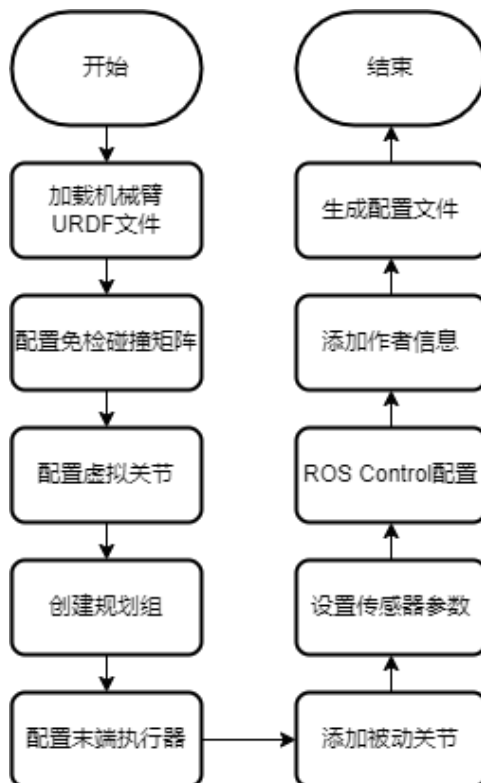 开始
加载机械臂
URDF文件
配置免检碰撞矩阵
配置虚拟关节
创建规划组
配置末端执行器
添加被动关节
设置传感器参数
ROS Control配置
添加作者信息
生成配置文件
结束